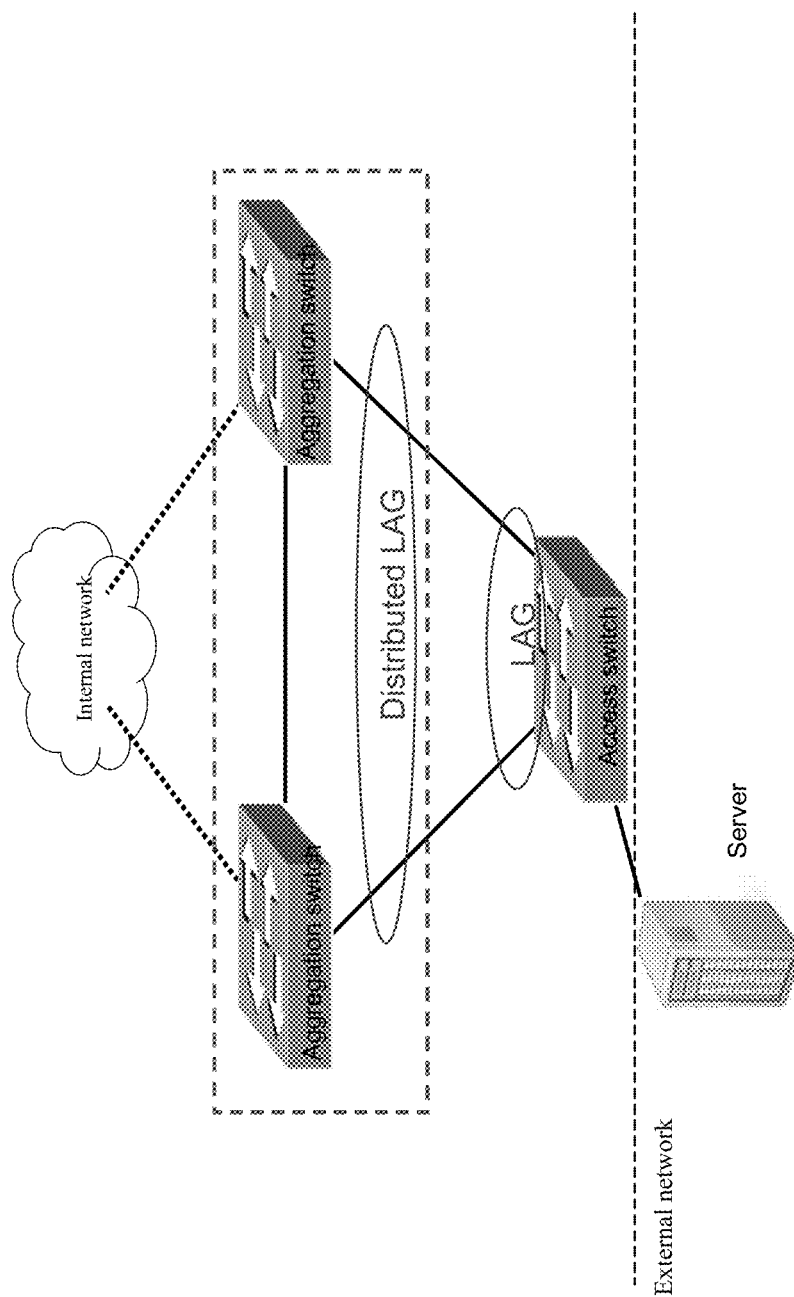 Internal network
Aggregation switch
Aggregation switch
Distributed LAG
LAG
Access switch
Server
External network